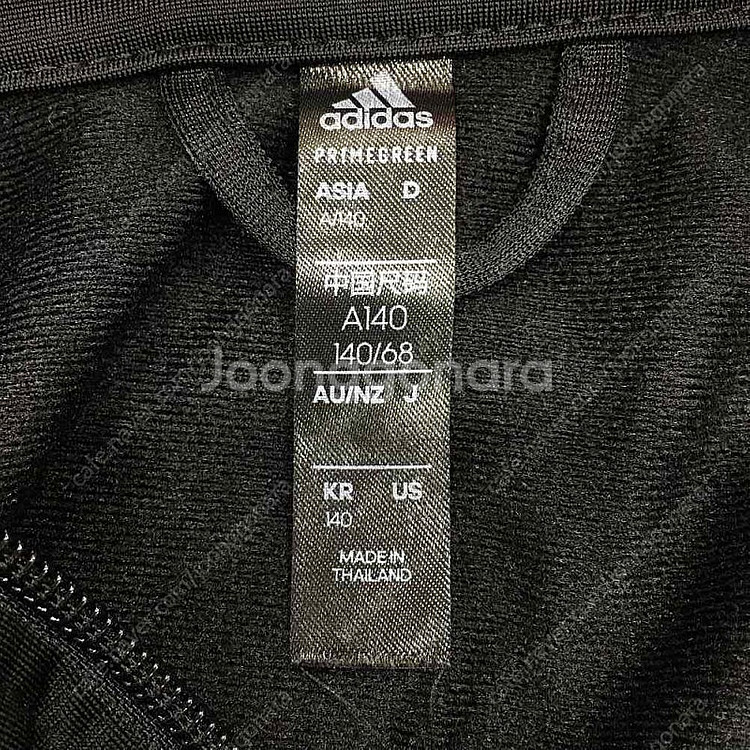 adidas
PRIMEGREEN
ASIA D
A/140
中国尺码
A140
140/68
Joongonara
AU/NZ J
KR US
140
MADE IN
THAILAND